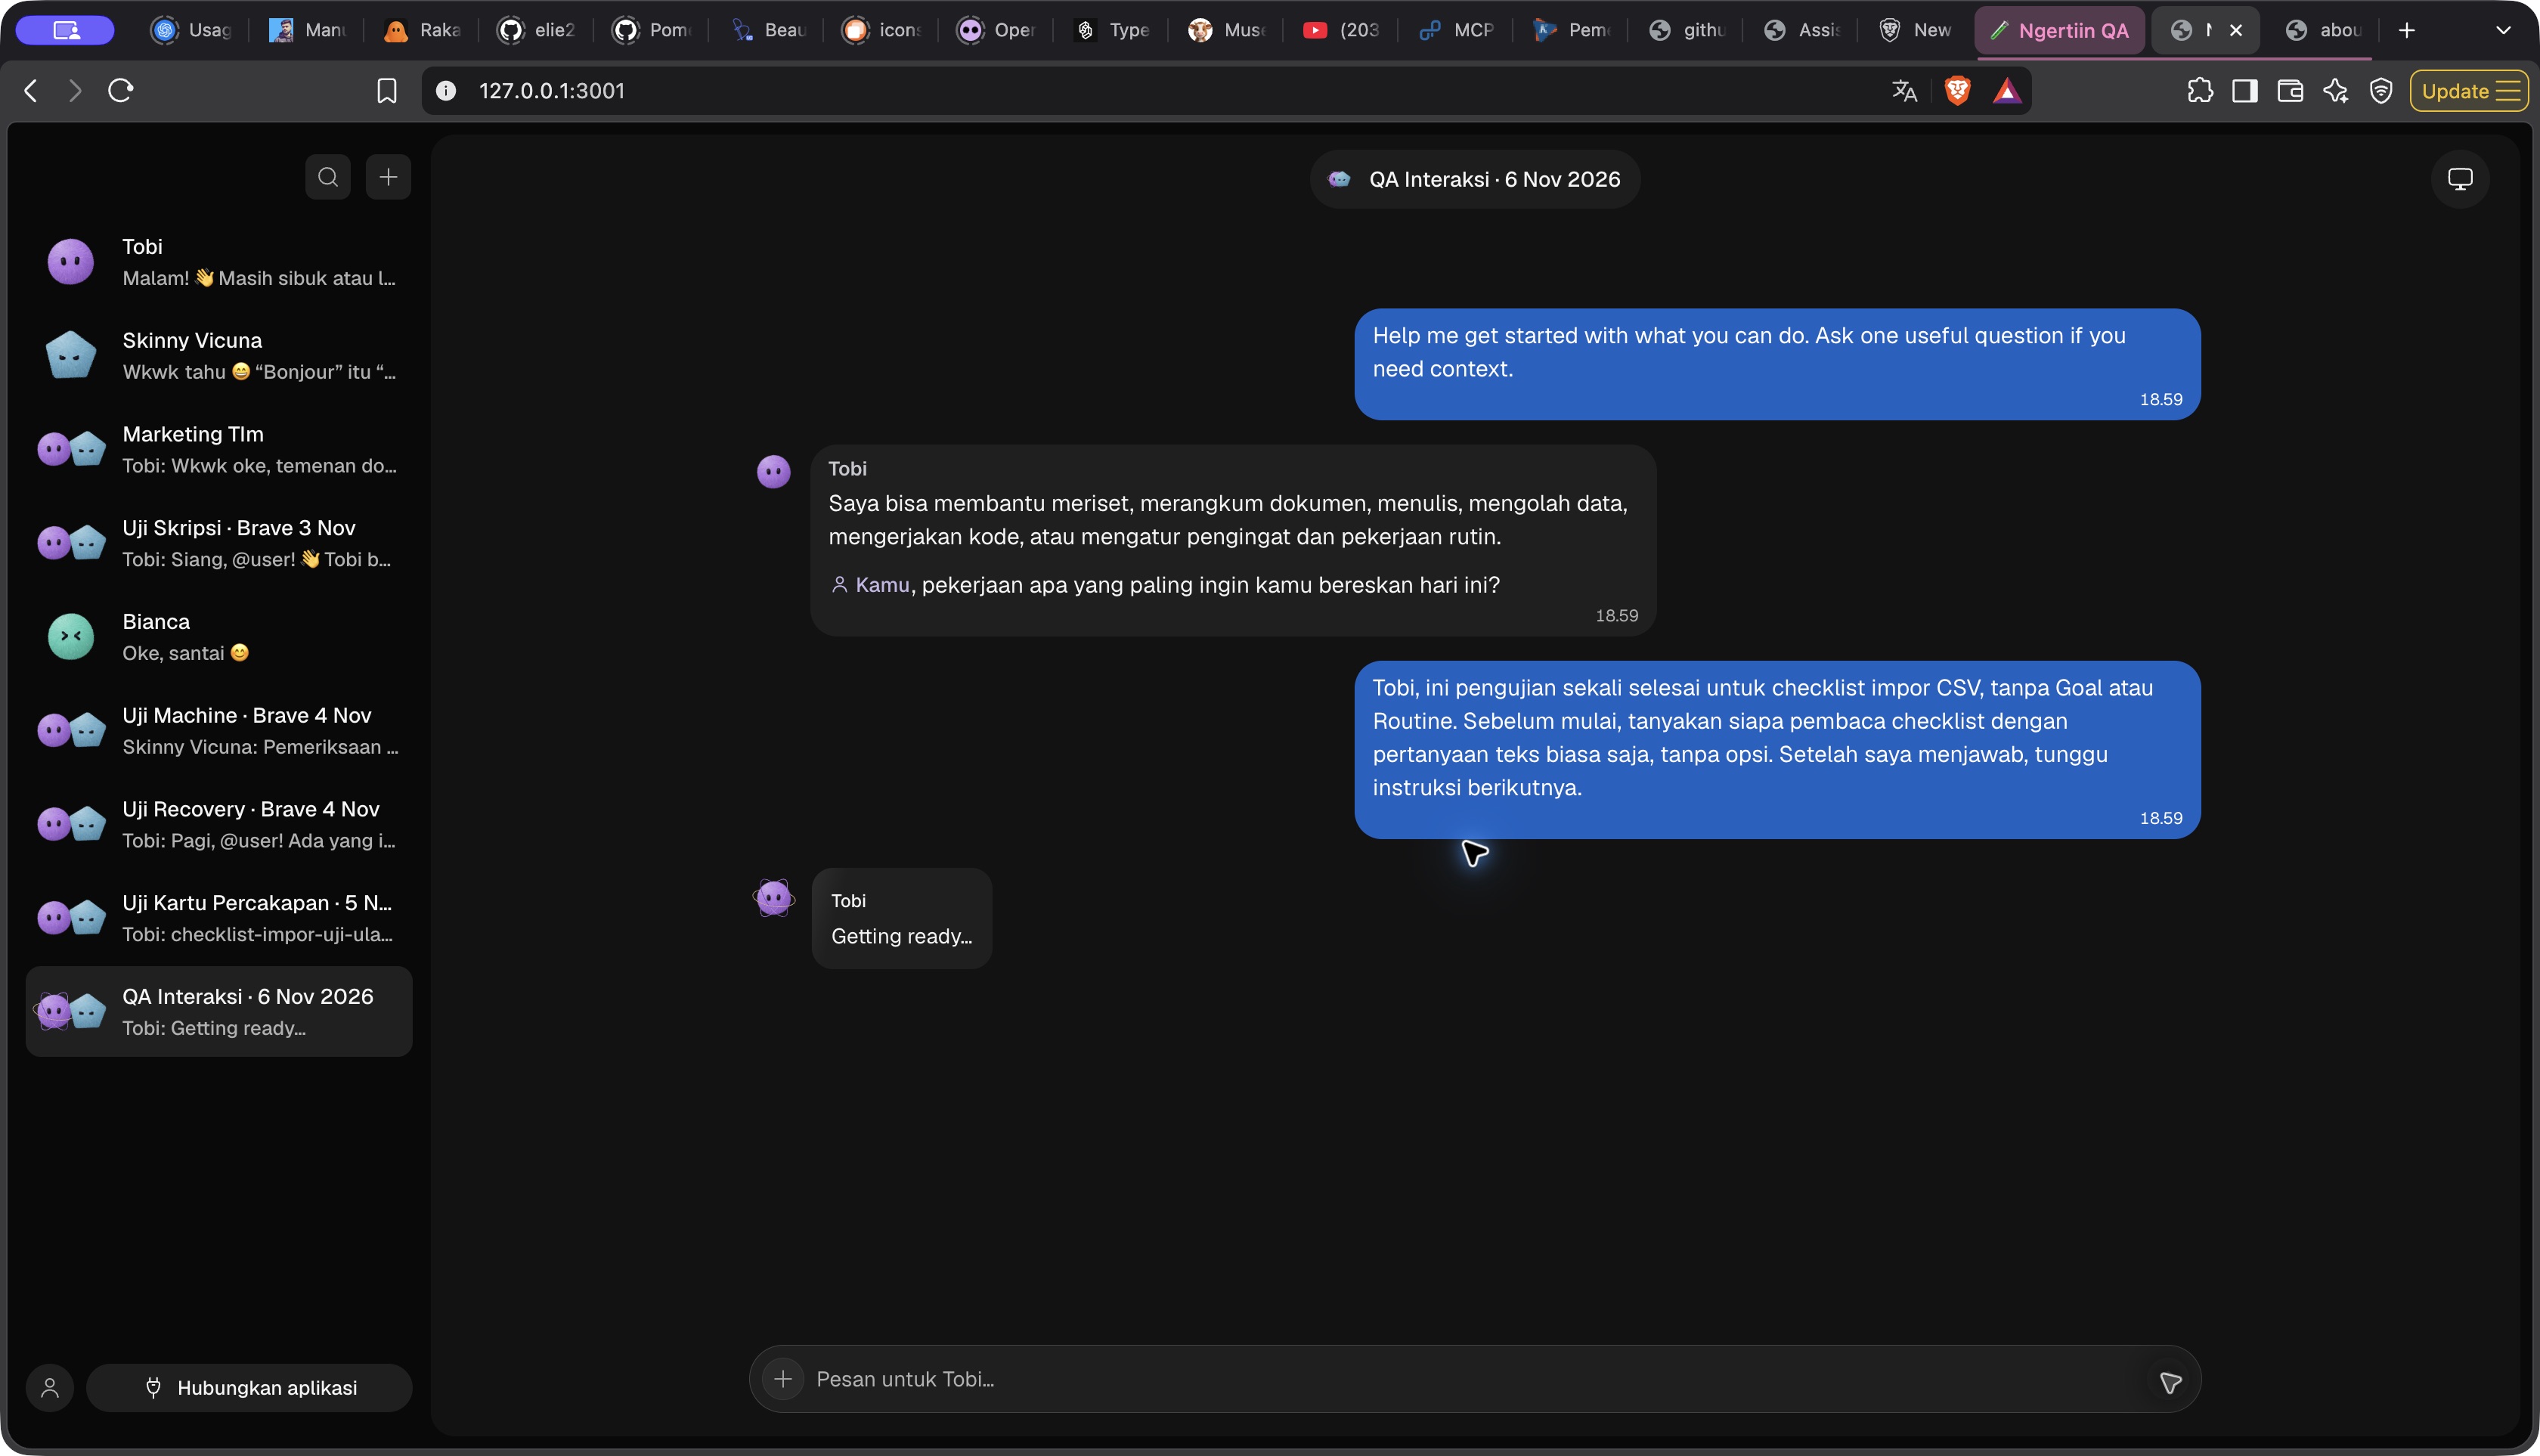 Usag
Manu
Raka
elie2
Pome
Beau
icons
Oper
Type
Muse
(203
MCP
Peme
githu
Assis
New
Ngertiin QA
abou
127.0.0.1:3001
Update
QA Interaksi · 6 Nov 2026
Tobi
Malam! 👋 Masih sibuk atau l...
Skinny Vicuna
Wkwk tahu 😄 “Bonjour” itu “...
Marketing TIm
Tobi: Wkwk oke, temenan do...
Uji Skripsi · Brave 3 Nov
Tobi: Siang, @user! 👋 Tobi b...
Bianca
Oke, santai 😊
Uji Machine · Brave 4 Nov
Skinny Vicuna: Pemeriksaan ...
Uji Recovery · Brave 4 Nov
Tobi: Pagi, @user! Ada yang i...
Uji Kartu Percakapan · 5 N...
Tobi: checklist-impor-uji-ula...
QA Interaksi · 6 Nov 2026
Tobi: Getting ready...
Hubungkan aplikasi
Help me get started with what you can do. Ask one useful question if you
need context.
18.59
Tobi
Saya bisa membantu meriset, merangkum dokumen, menulis, mengolah data,
mengerjakan kode, atau mengatur pengingat dan pekerjaan rutin.
Kamu, pekerjaan apa yang paling ingin kamu bereskan hari ini?
18.59
Tobi, ini pengujian sekali selesai untuk checklist impor CSV, tanpa Goal atau
Routine. Sebelum mulai, tanyakan siapa pembaca checklist dengan
pertanyaan teks biasa saja, tanpa opsi. Setelah saya menjawab, tunggu
instruksi berikutnya.
18.59
Tobi
Getting ready...
Pesan untuk Tobi...